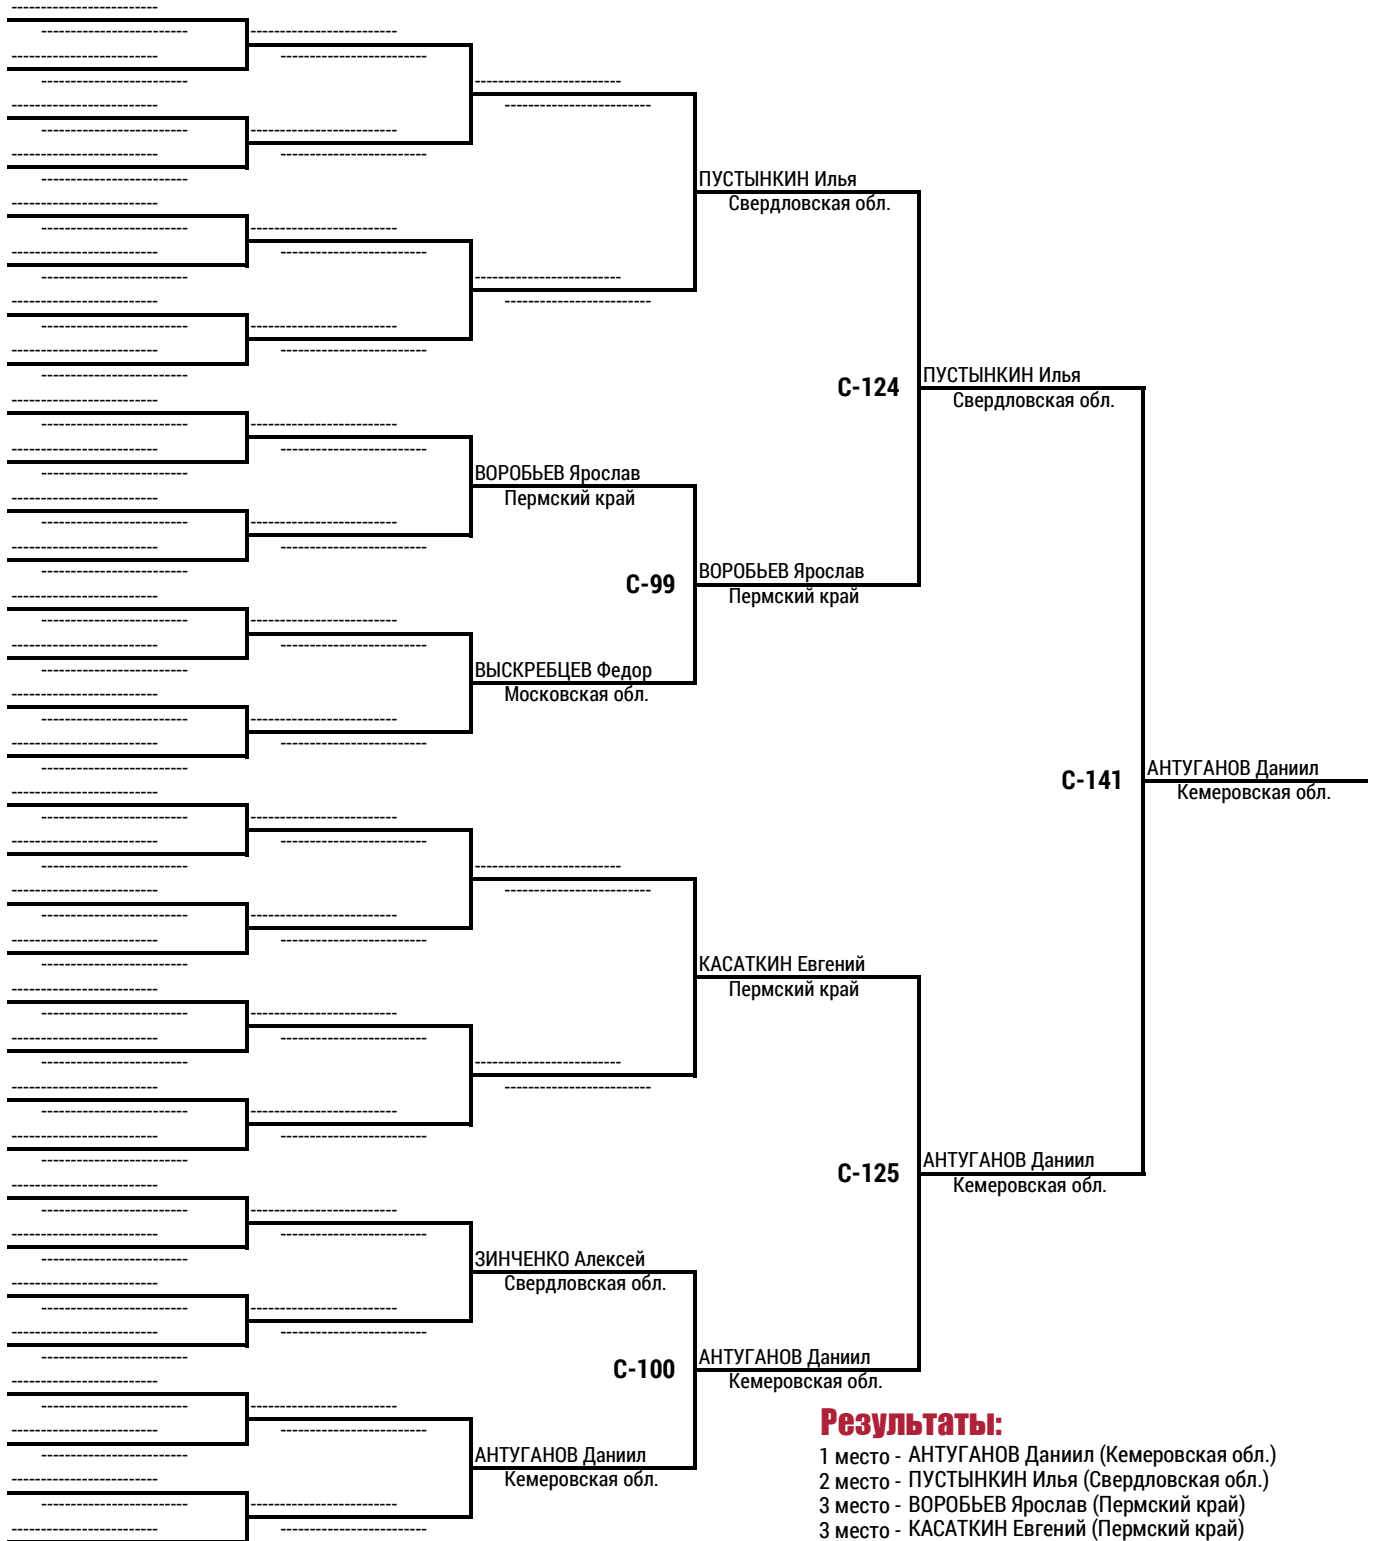 ПУСТЫНКИН Илья
Свердловская обл.
C-124
ПУСТЫНКИН Илья
Свердловская обл.
ВОРОБЬЕВ Ярослав
Пермский край
C-99
ВОРОБЬЕВ Ярослав
Пермский край
ВЫСКРЕБЦЕВ Федор
Московская обл.
C-141
АНТУГАНОВ Даниил
Кемеровская обл.
КАСАТКИН Евгений
Пермский край
C-125
АНТУГАНОВ Даниил
Кемеровская обл.
ЗИНЧЕНКО Алексей
Свердловская обл.
C-100
АНТУГАНОВ Даниил
Кемеровская обл.
АНТУГАНОВ Даниил
Кемеровская обл.
Результаты:
1 место - АНТУГАНОВ Даниил (Кемеровская обл.)
2 место - ПУСТЫНКИН Илья (Свердловская обл.)
3 место - ВОРОБЬЕВ Ярослав (Пермский край)
3 место - КАСАТКИН Евгений (Пермский край)